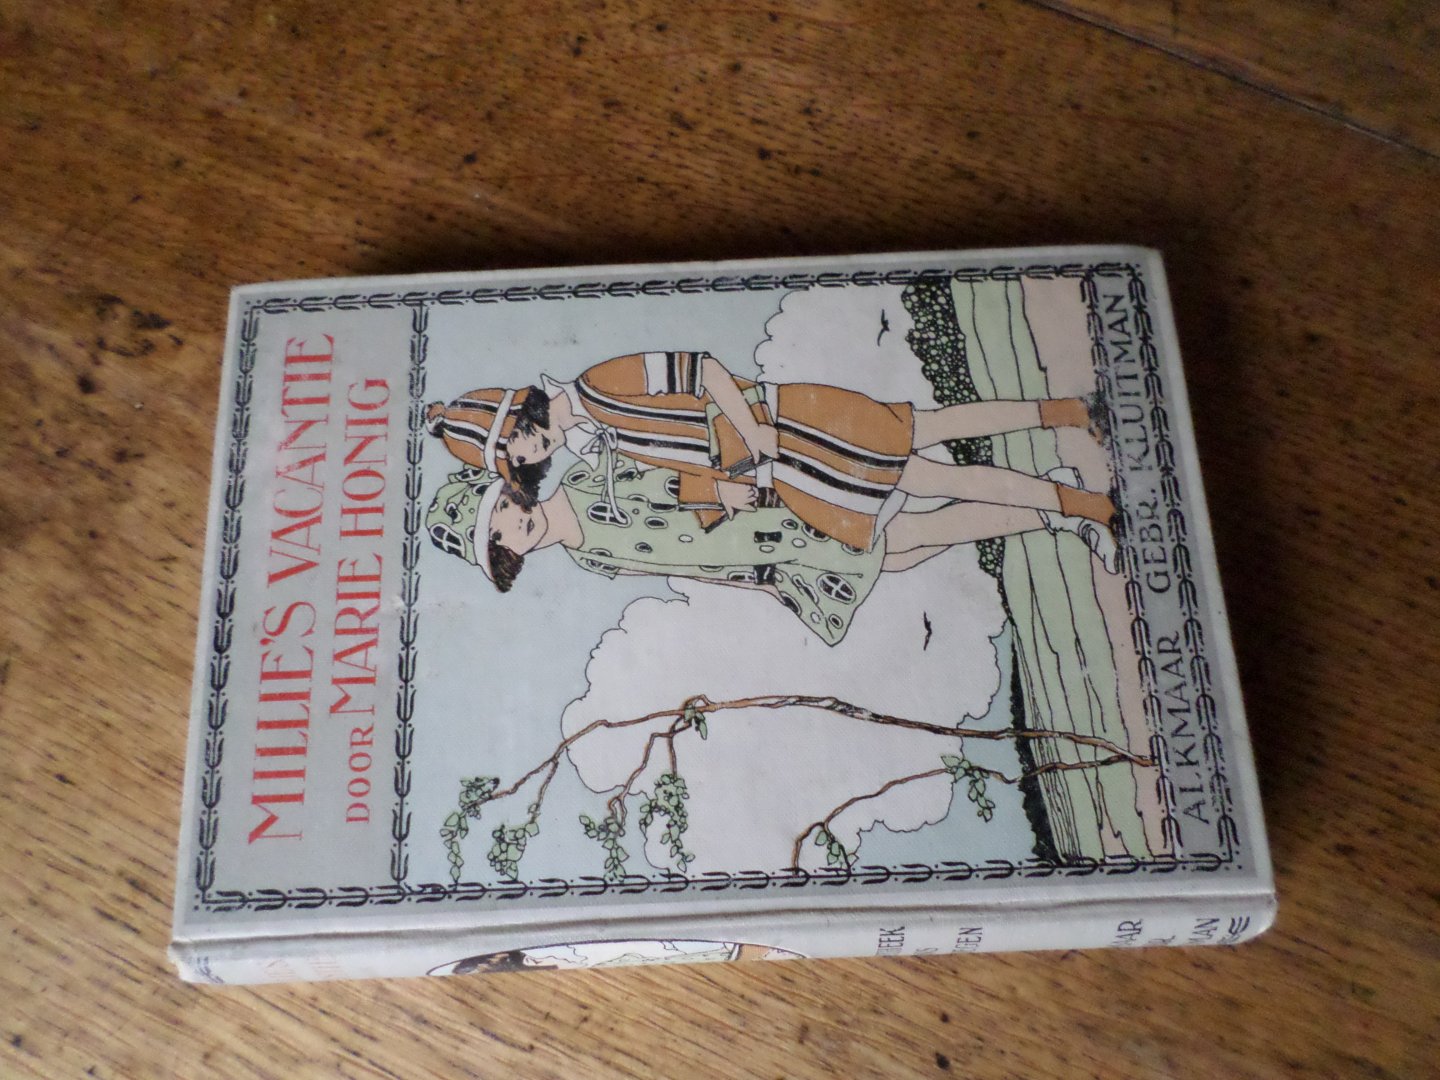 MILLIE'S VACANTIE
DOOR MARIE HONIG
ALKMAAR GEBR. KLUITMAN